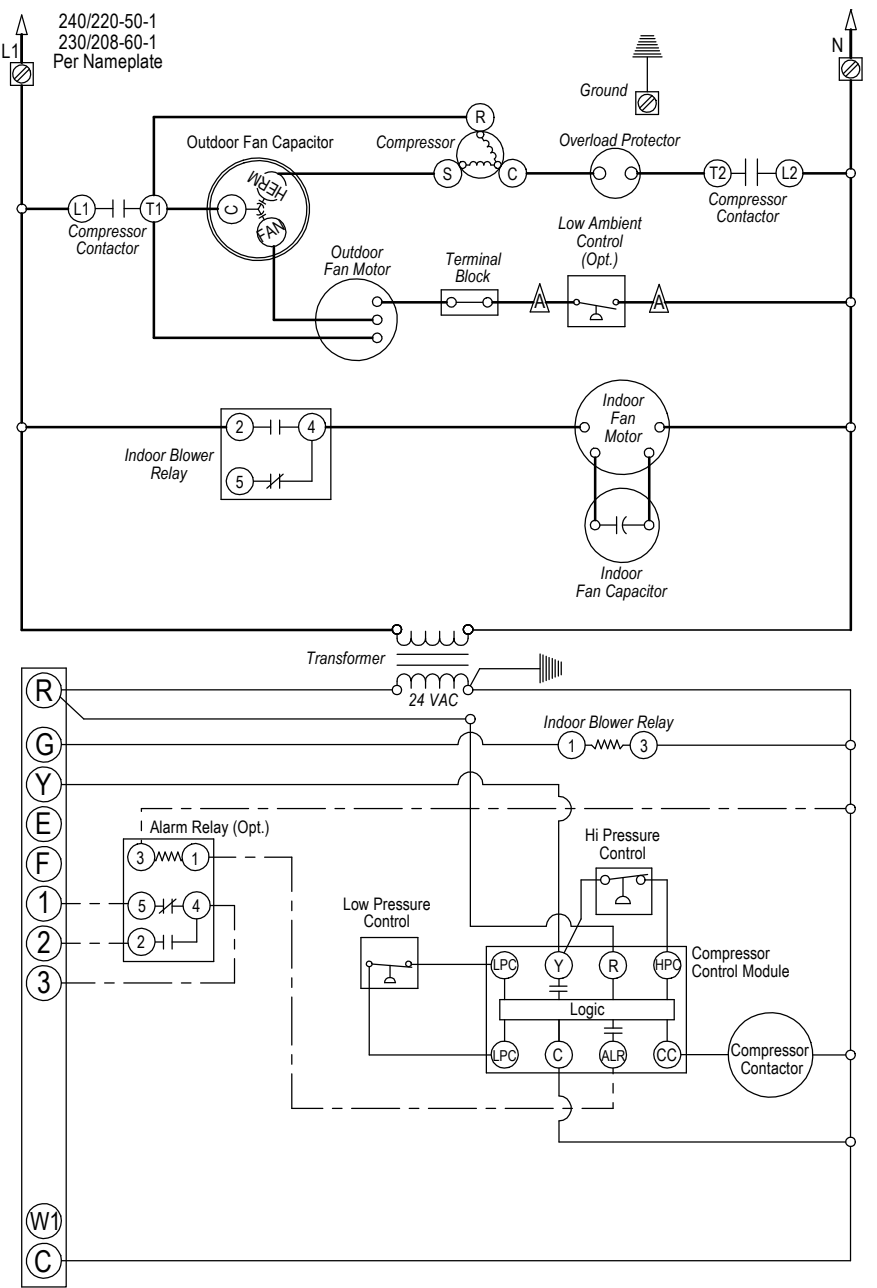 240/220-50-1
230/208-60-1
Per Nameplate
L1
N
Ground
R
Outdoor Fan Capacitor
Compressor
Overload Protector
HERM
S
C
T2
L2
Compressor
Contactor
L1
T1
C
Compressor
Contactor
FAN
Low Ambient
Control
(Opt.)
Outdoor
Fan Motor
Terminal
Block
A
A
Indoor
Fan
Motor
2
4
Indoor Blower
Relay
5
Indoor
Fan Capacitor
Transformer
24 VAC
R
Indoor Blower Relay
G
1
3
Y
E
Alarm Relay (Opt.)
Hi Pressure
Control
F
3
1
1
5
4
Low Pressure
Control
2
2
3
LPC
Y
R
HPC
Compressor
Control Module
Logic
LPC
C
ALR
CC
Compressor
Contactor
W1
C